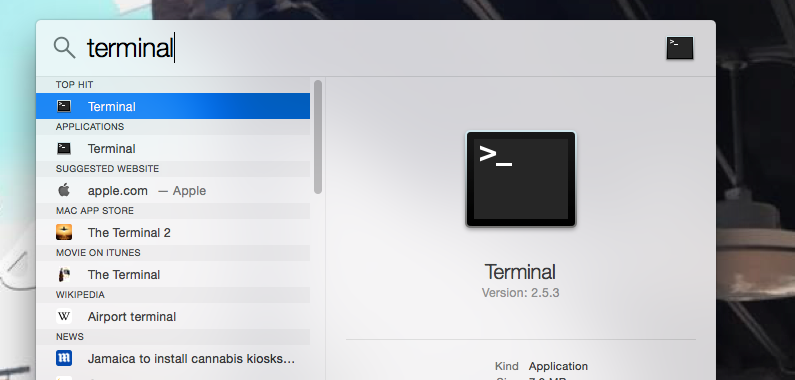 terminal
TOP HIT
Terminal
APPLICATIONS
Terminal
SUGGESTED WEBSITE
apple.com — Apple
MAC APP STORE
The Terminal 2
MOVIE ON ITUNES
The Terminal
WIKIPEDIA
Airport terminal
NEWS
Jamaica to install cannabis kiosks...
Terminal
Version: 2.5.3
Kind Application